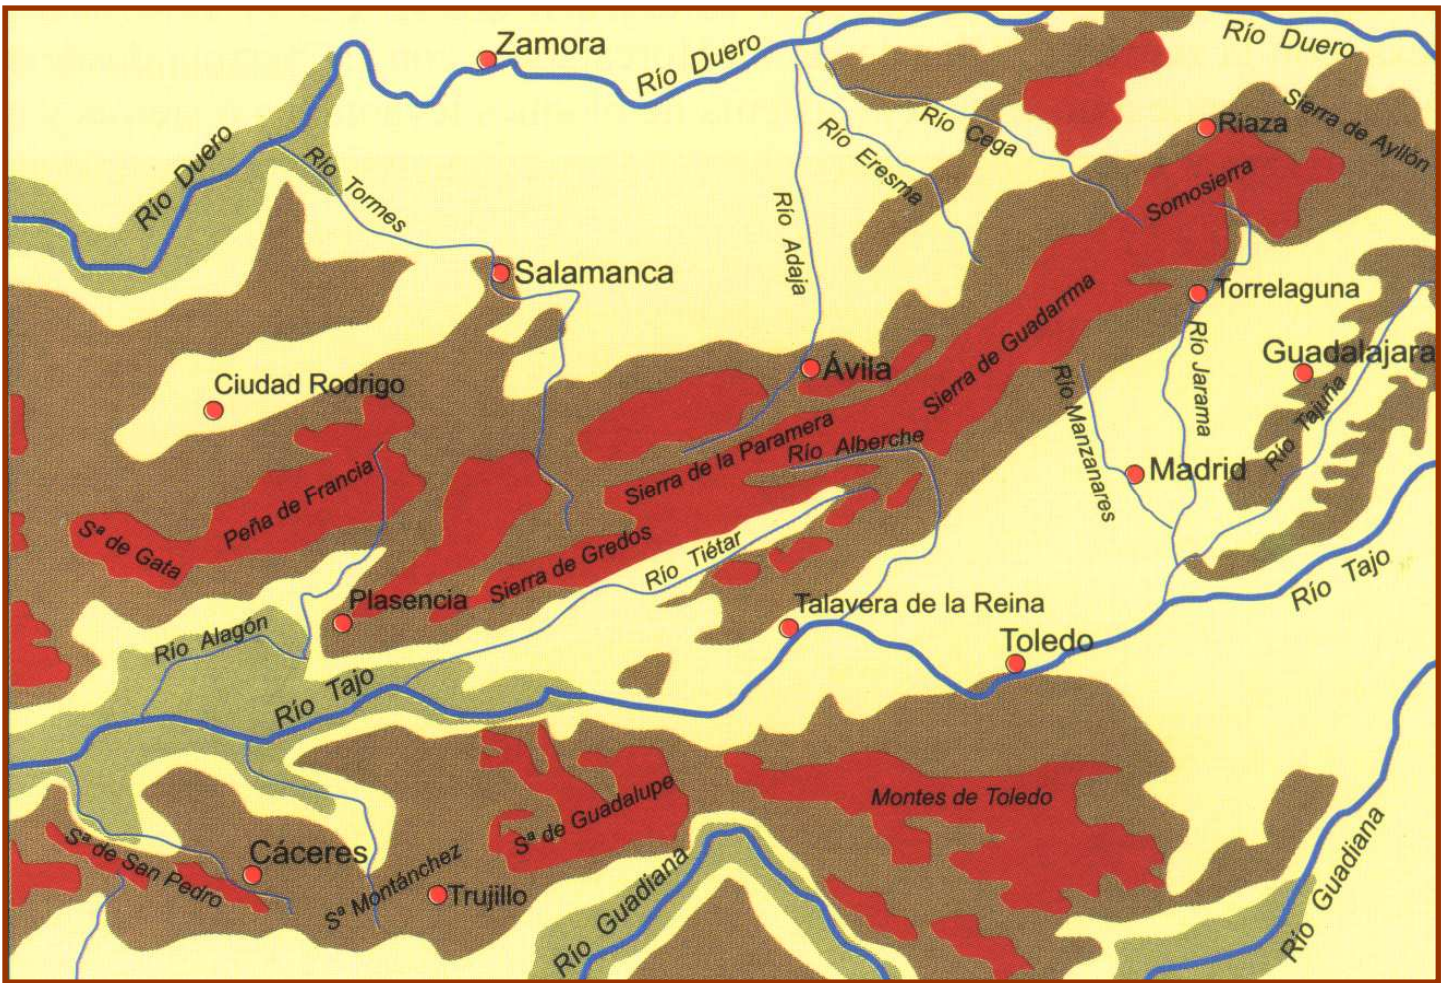 Zamora
Río Duero
Río Duero
Río Duero
Río Tormes
Río Cega
Río Eresma
Riaza
Sierra de Ayllón
Somosierra
Río Adaja
Salamanca
Torrelaguna
Sierra de Guadarrma
Guadalajara
Ávila
Ciudad Rodrigo
Río Manzanares
Río Jarama
Río Tajuña
Sierra de la Paramera
Río Alberche
Madrid
Peña de Francia
Sª de Gata
Sierra de Gredos
Río Tiétar
Río Tajo
Plasencia
Talavera de la Reina
Toledo
Río Alagón
Río Tajo
Montes de Toledo
Sª de Guadalupe
Sª de San Pedro
Cáceres
Sª Montánchez
Trujillo
Río Guadiana
Río Guadiana